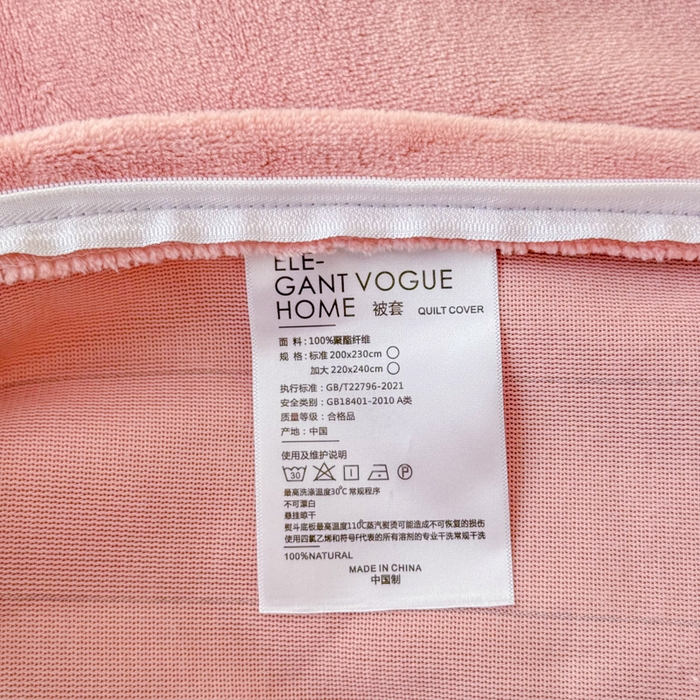 ELE-
GANT VOGUE
HOME 被套 QUILT COVER
面 料: 100%聚酯纤维
规 格: 标准 200x230cm
加大 220x240cm
执行标准: GB/T22796-2021
安全类别: GB18401-2010 A类
质量等级: 合格品
产地: 中国
使用及维护说明
30 P
最高洗涤温度30℃ 常规程序
不可漂白
悬挂晾干
熨斗底板最高温度110℃蒸汽熨烫可能造成不可恢复的损伤
使用四氯乙烯和符号F代表的所有溶剂的专业干洗常规干洗
100%NATURAL
MADE IN CHINA
中国制